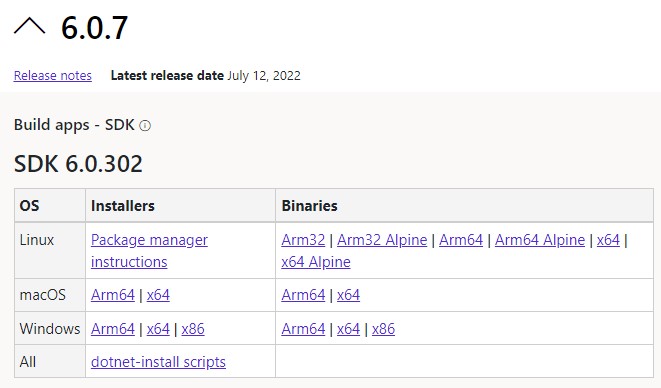 6.0.7
Release notes Latest release date July 12, 2022
Build apps - SDK
SDK 6.0.302
OS Installers Binaries
Linux Package manager instructions Arm32 | Arm32 Alpine | Arm64 | Arm64 Alpine | x64 | x64 Alpine
macOS Arm64 | x64 Arm64 | x64
Windows Arm64 | x64 | x86 Arm64 | x64 | x86
All dotnet-install scripts